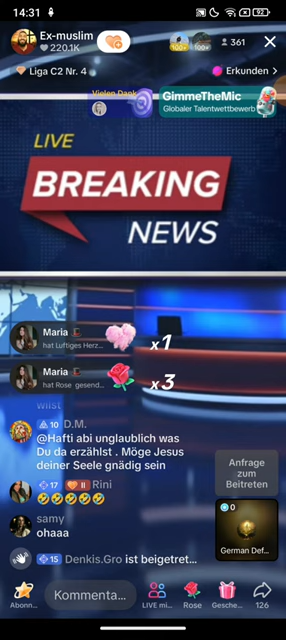 14:31
92
Ex-muslim
220.1K
100+
361
Liga C2 Nr. 4
Erkunden >
Vielen Dank
GimmeTheMic
Globaler Talentwettbewerb
LIVE
BREAKING
NEWS
Maria
hat Luftiges Herz...
x1
Maria
hat Rose gesend...
x3
willst
10 D.M.
@Hafti abi unglaublich was
Du da erzählst . Möge Jesus
deiner Seele gnädig sein
17 II Rini
🤣🤣🤣🤣🤣
samy
ohaaa
15 Denkis.Gro ist beigetret...
Anfrage
zum
Beitreten
0
German Def...
Abonn...
Kommenta...
LIVE mi...
Rose
Gesche...
126